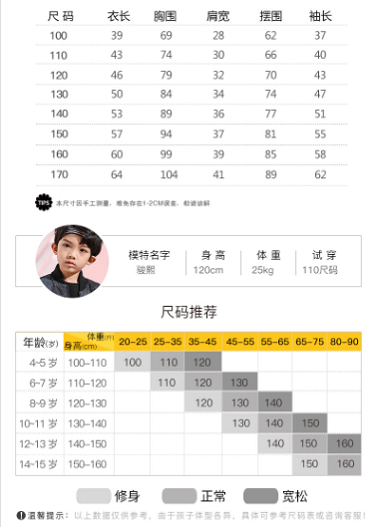 尺码 衣长 胸围 肩宽 摆围 袖长
100 39 69 28 62 37
110 43 74 30 66 40
120 46 79 32 70 43
130 50 84 34 74 47
140 53 89 36 77 51
150 57 94 37 81 55
160 60 99 39 85 58
170 64 104 41 89 62
TIPS 本尺寸因手工测量，难免存在1-2CM误差，敬请谅解
模特名字 身高 体重 试穿
骏熙 120cm 25kg 110尺码
尺码推荐
年龄(岁) 体重(斤) 身高(cm) 20-25 25-35 35-45 45-55 55-65 65-75 80-90
4~5 岁 100-110 100 110 120
6~7 岁 110-120 110 120 130
8~9 岁 120-130 120 130 140
10~11 岁 130-140 130 140 150
12~13 岁 140-150 140 150 160
14~15 岁 150-160 150 160
修身 正常 宽松
温馨提示：以上数据仅供参考，由于孩子体型各异，具体可参考尺码表或咨询客服!